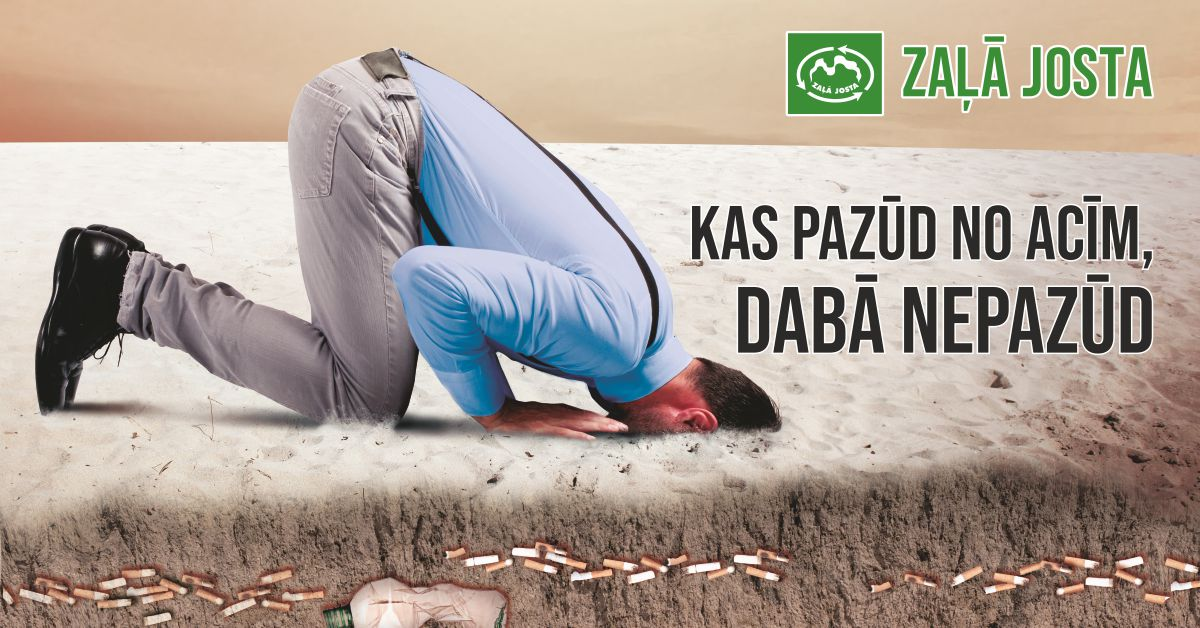 ZAĻĀ JOSTA
ZAĻĀ JOSTA
KAS PAZŪD NO ACĪM,
DABĀ NEPAZŪD